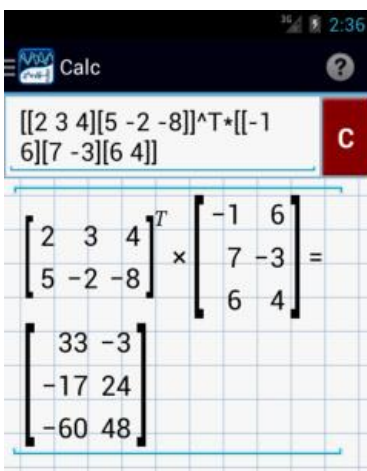 3G 2:36
Calc ?
[[2 3 4][5 -2 -8]]^T*[[-1
6][7 -3][6 4]]
C
T
2 3 4 × -1 6 =
5 -2 -8 7 -3
6 4
33 -3
-17 24
-60 48